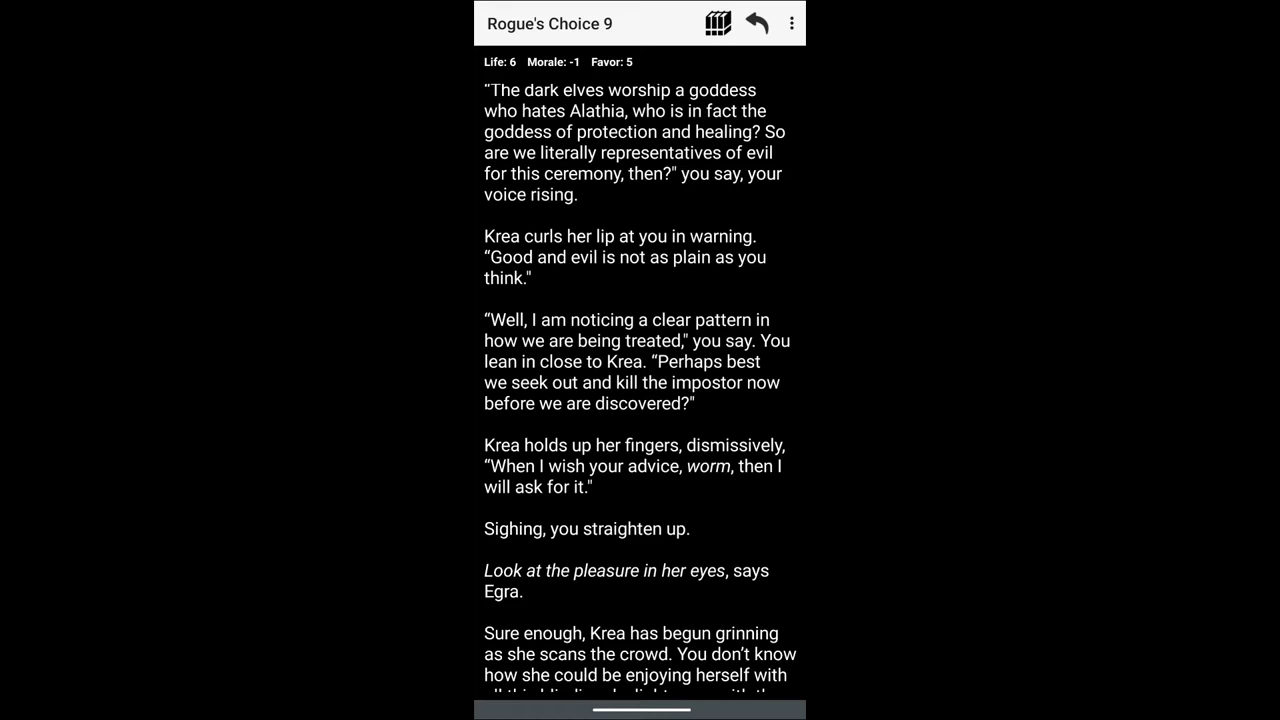 Rogue's Choice 9
Life: 6 Morale: -1 Favor: 5
“The dark elves worship a goddess
who hates Alathia, who is in fact the
goddess of protection and healing? So
are we literally representatives of evil
for this ceremony, then?" you say, your
voice rising.
Krea curls her lip at you in warning.
“Good and evil is not as plain as you
think."
“Well, I am noticing a clear pattern in
how we are being treated," you say. You
lean in close to Krea. “Perhaps best
we seek out and kill the impostor now
before we are discovered?"
Krea holds up her fingers, dismissively,
“When I wish your advice, worm, then I
will ask for it."
Sighing, you straighten up.
Look at the pleasure in her eyes, says
Egra.
Sure enough, Krea has begun grinning
as she scans the crowd. You don’t know
how she could be enjoying herself with